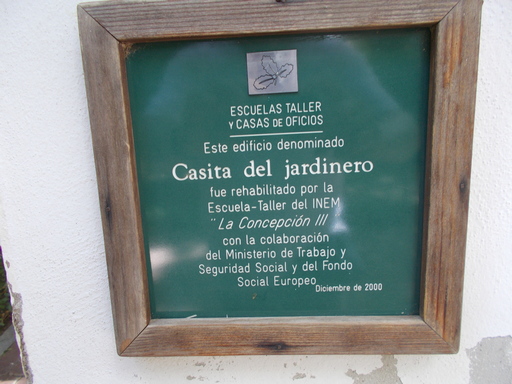 ESCUELAS TALLER
Y CASAS DE OFICIOS
Este edificio denominado
Casita del jardinero
fue rehabilitado por la
Escuela-Taller del INEM
"La Concepción III
con la colaboración
del Ministerio de Trabajo y
Seguridad Social y del Fondo
Social Europeo
Diciembre de 2000